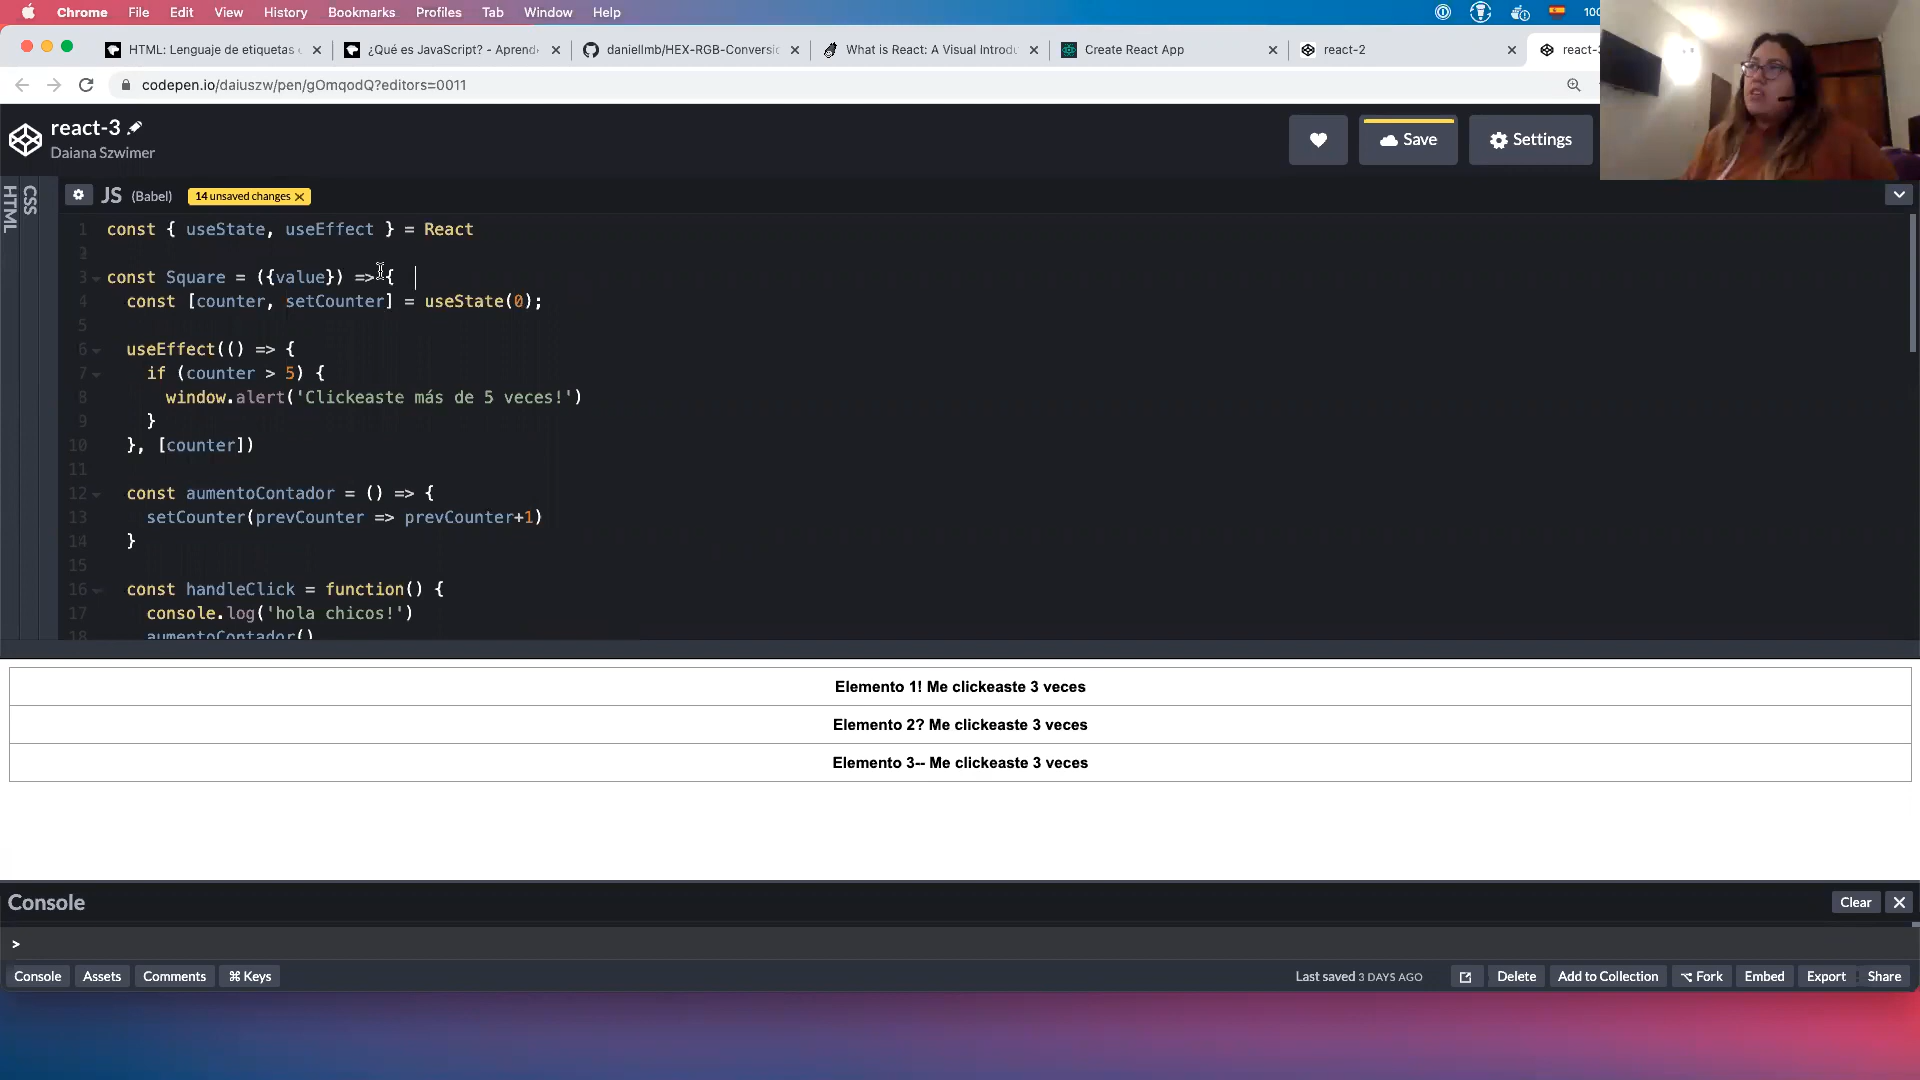 Chrome File Edit View History Bookmarks Profiles Tab Window Help 100
HTML: Lenguaje de etiquetas
¿Qué es JavaScript? - Aprend
daniellmb/HEX-RGB-Conversio
What is React: A Visual Introdu
Create React App
react-2
react-3
codepen.io/daiuszw/pen/gOmqodQ?editors=0011
react-3
Daiana Szwimer
Save
Settings
HTML
CSS
JS (Babel) 14 unsaved changes
1 const { useState, useEffect } = React
2
3 const Square = ({value}) => {
4 const [counter, setCounter] = useState(0);
5
6 useEffect(() => {
7 if (counter > 5) {
8 window.alert('Clickeaste más de 5 veces!')
9 }
10 }, [counter])
11
12 const aumentoContador = () => {
13 setCounter(prevCounter => prevCounter+1)
14 }
15
16 const handleClick = function() {
17 console.log('hola chicos!')
18 aumentoContador()
Elemento 1! Me clickeaste 3 veces
Elemento 2? Me clickeaste 3 veces
Elemento 3-- Me clickeaste 3 veces
Console
Clear
>
Console Assets Comments ⌘ Keys Last saved 3 DAYS AGO Delete Add to Collection Fork Embed Export Share